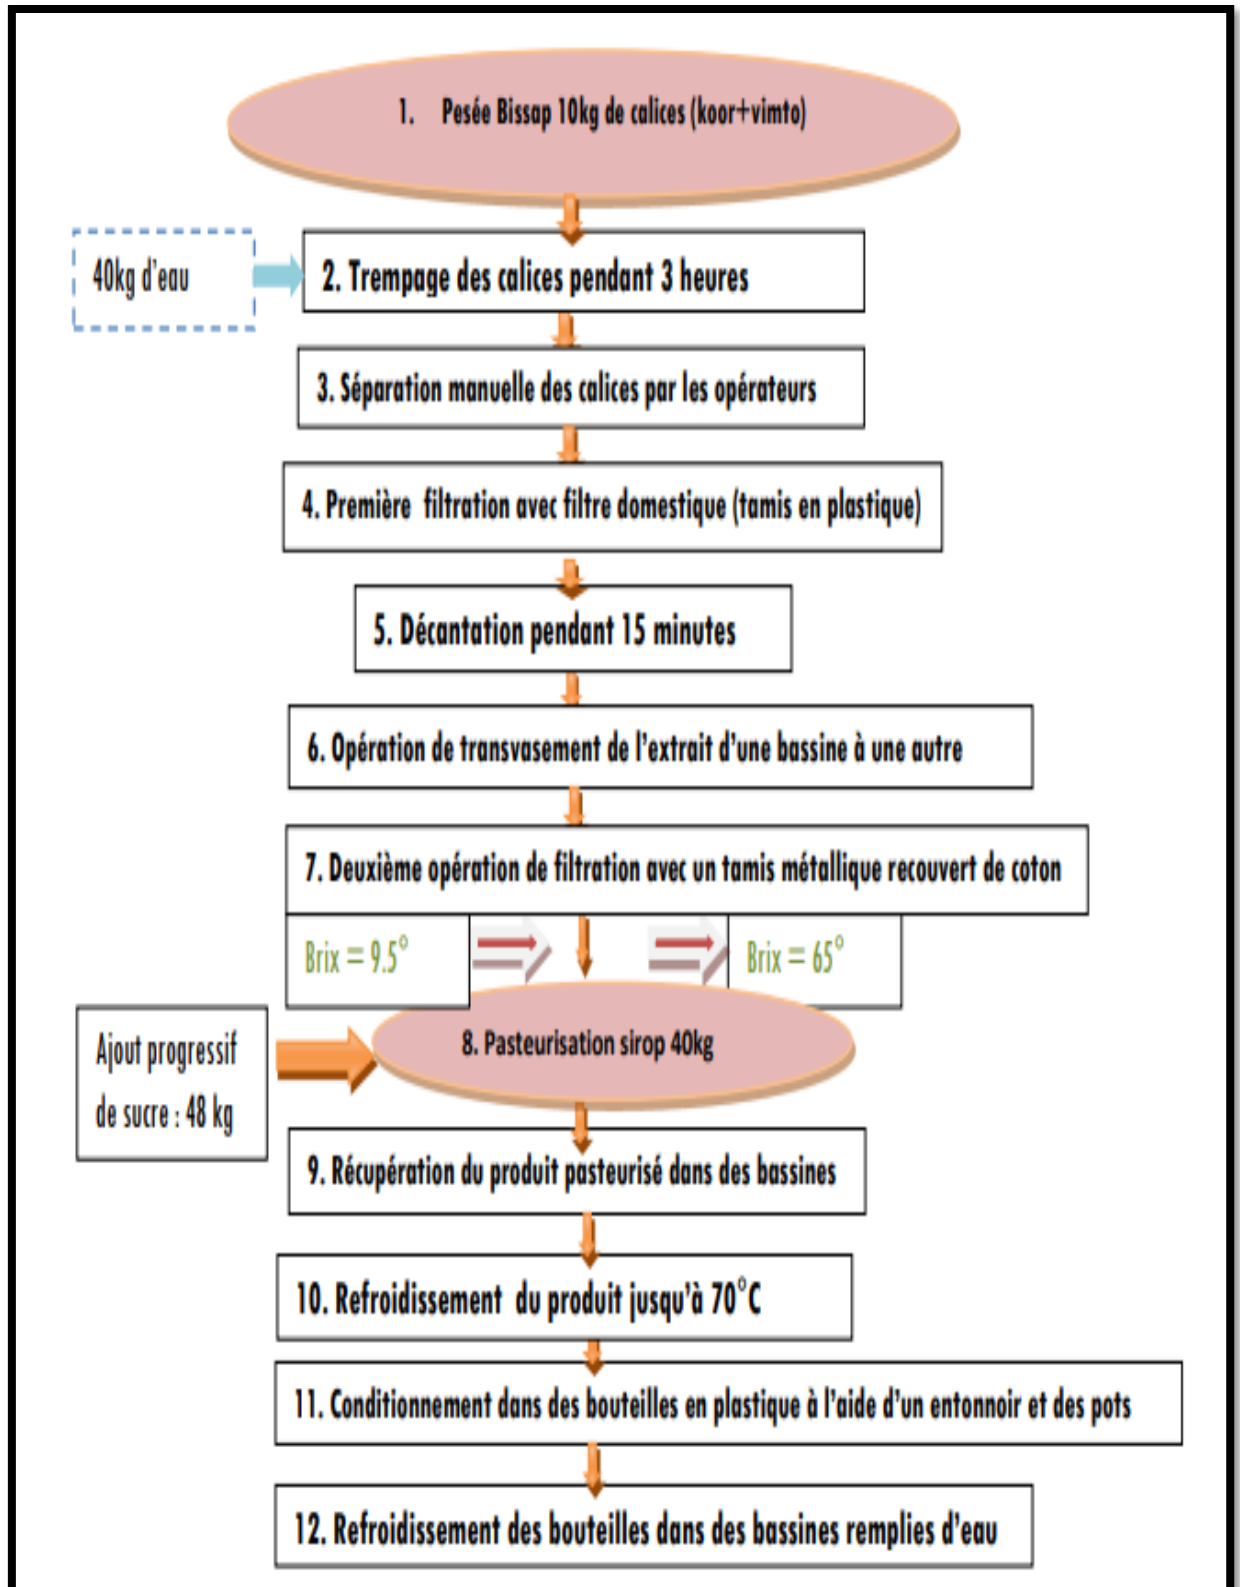 1. Pesée Bissap 10kg de calices (koor+vimto)
40kg d'eau
2. Trempage des calices pendant 3 heures
3. Séparation manuelle des calices par les opérateurs
4. Première filtration avec filtre domestique (tamis en plastique)
5. Décantation pendant 15 minutes
6. Opération de transvasement de l'extrait d'une bassine à une autre
7. Deuxième opération de filtration avec un tamis métallique recouvert de coton
Brix = 9.5°
Brix = 65°
Ajout progressif
de sucre : 48 kg
8. Pasteurisation sirop 40kg
9. Récupération du produit pasteurisé dans des bassines
10. Refroidissement du produit jusqu'à 70°C
11. Conditionnement dans des bouteilles en plastique à l'aide d'un entonnoir et des pots
12. Refroidissement des bouteilles dans des bassines remplies d'eau